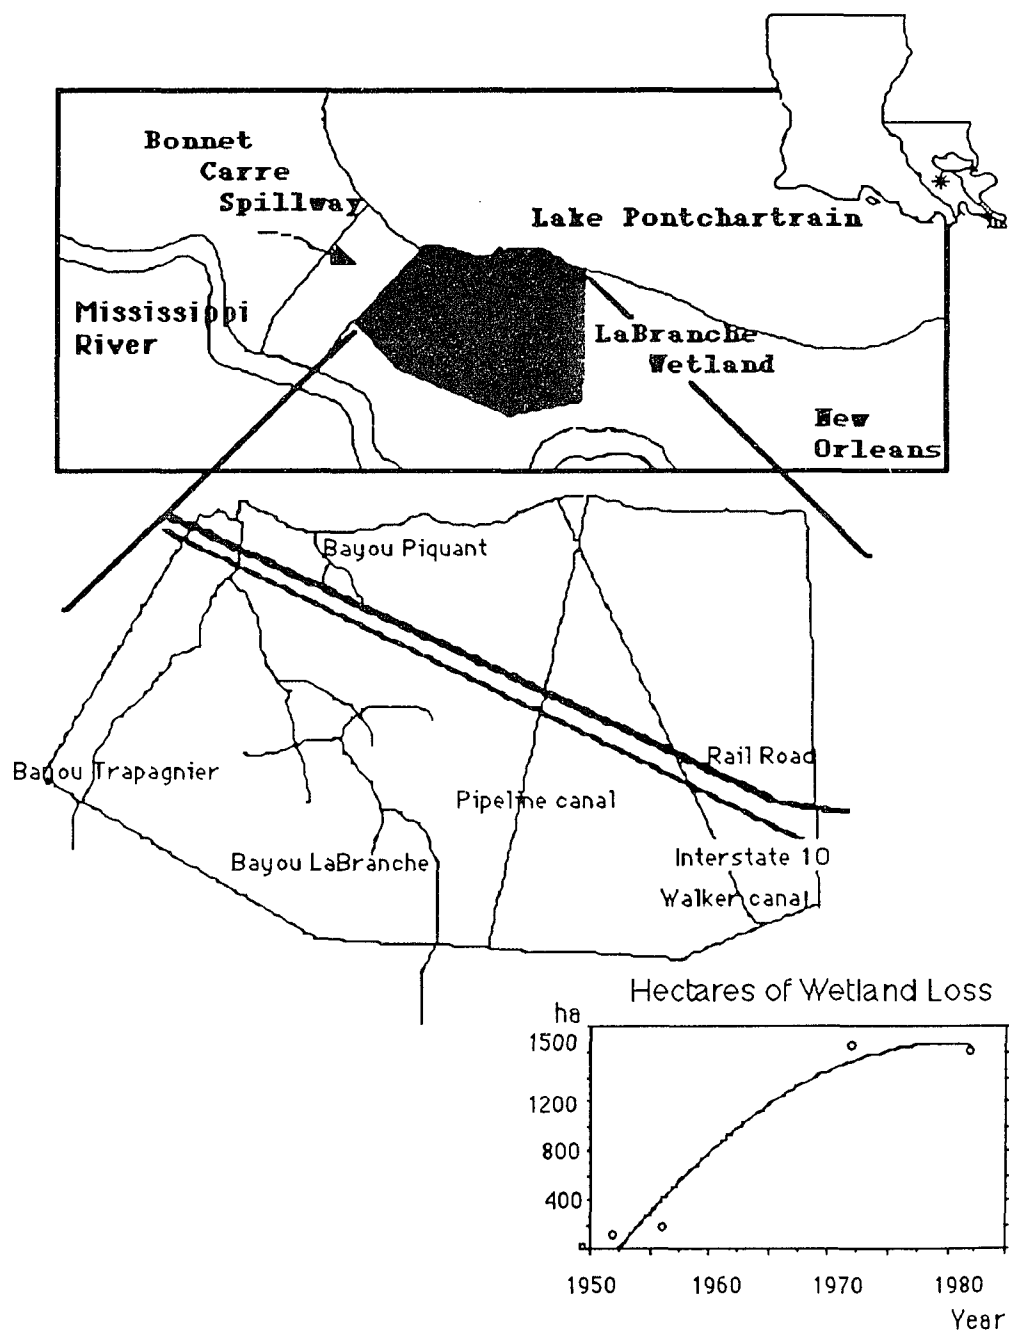 Bonnet
Carre
Spillway
Lake Pontchartrain
Mississippi
River
LaBranche
Wetland
New
Orleans
Bayou Piquant
Rail Road
Bayou Trapagnier
Pipeline canal
Bayou LaBranche
Interstate 10
Walker canal
Hectares of Wetland Loss
ha
1500
1200
800
400
1950 1960 1970 1980
Year